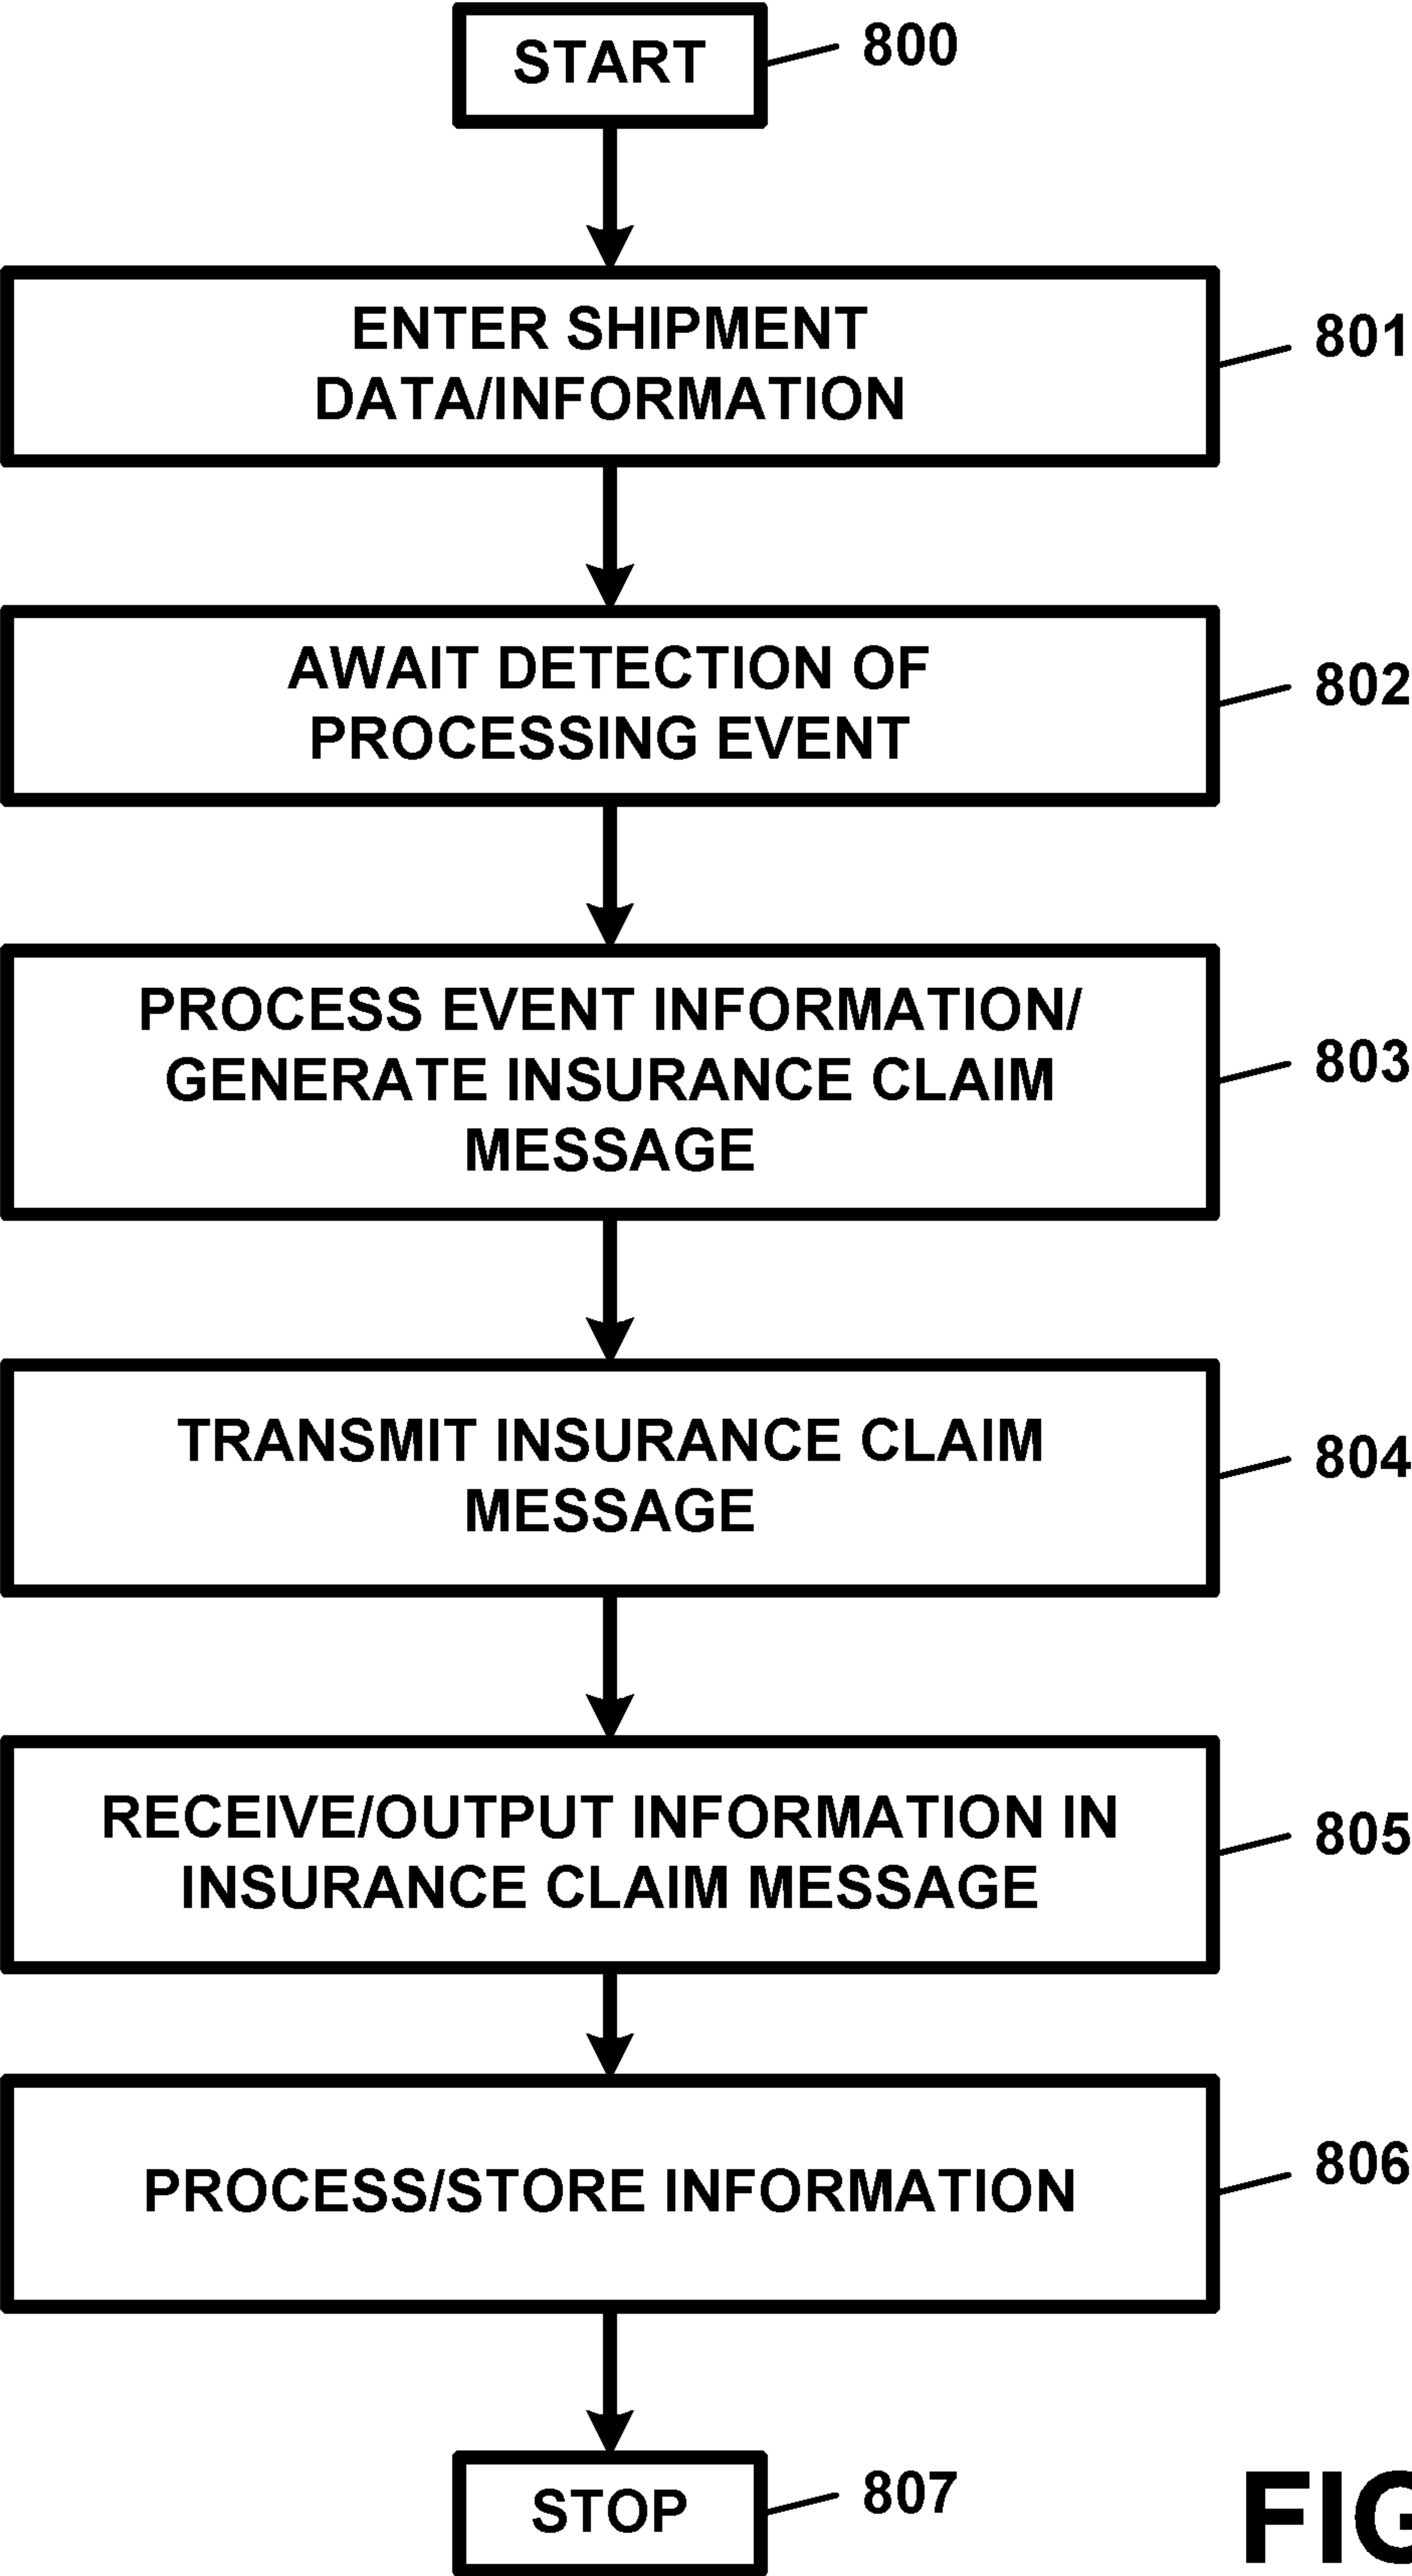 START
800
ENTER SHIPMENT
DATA/INFORMATION
801
AWAIT DETECTION OF
PROCESSING EVENT
802
PROCESS EVENT INFORMATION/
GENERATE INSURANCE CLAIM
MESSAGE
803
TRANSMIT INSURANCE CLAIM
MESSAGE
804
RECEIVE/OUTPUT INFORMATION IN
INSURANCE CLAIM MESSAGE
805
PROCESS/STORE INFORMATION
806
STOP
807
FIG